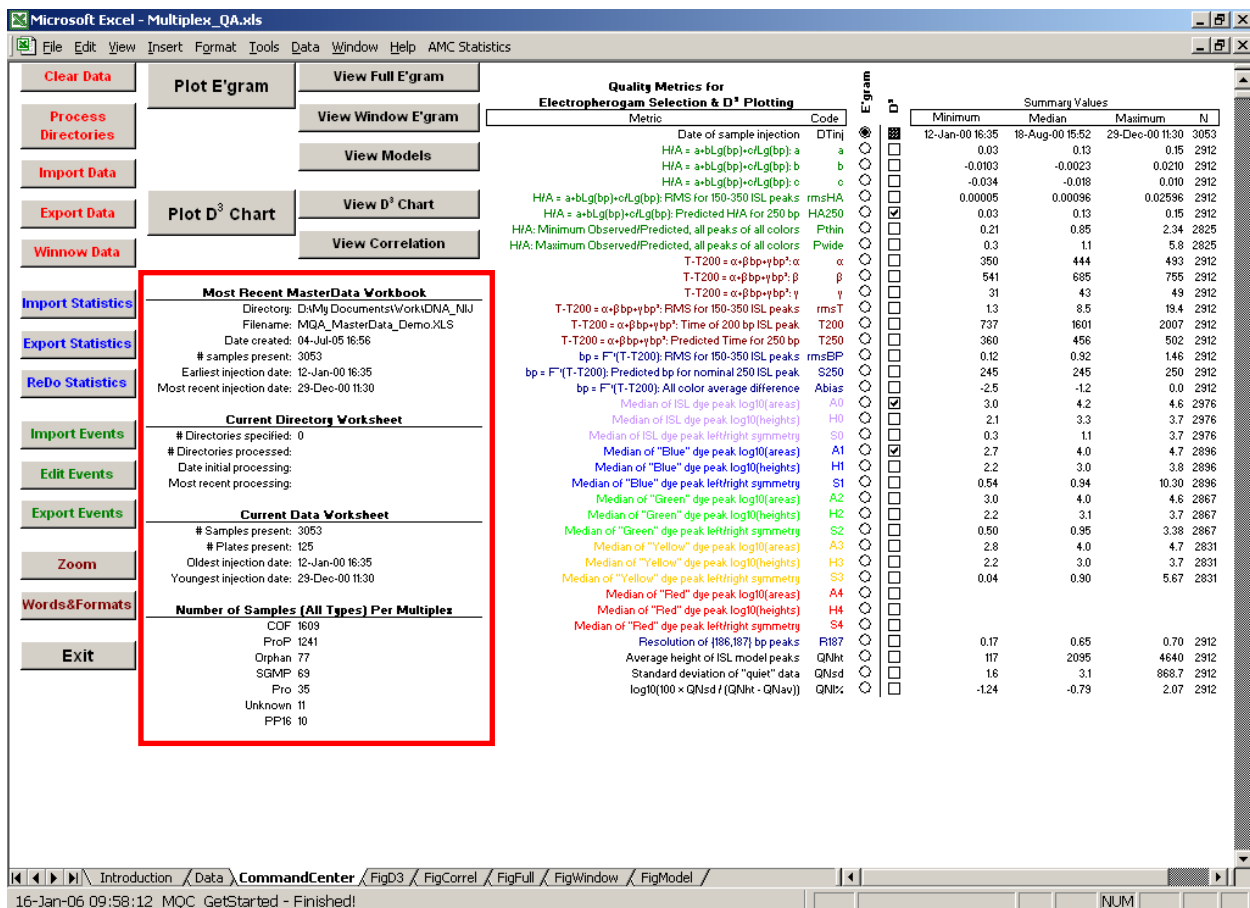 Microsoft Excel - Multiplex_QA.xls
File Edit View Insert Format Tools Data Window Help AMC Statistics
Clear Data
Process
Directories
Import Data
Export Data
Winnow Data
Import Statistics
Export Statistics
ReDo Statistics
Import Events
Edit Events
Export Events
Zoom
Words&Formats
Exit
Plot E'gram
Plot D³ Chart
View Full E'gram
View Window E'gram
View Models
View D³ Chart
View Correlation
Most Recent MasterData Workbook
Directory: D:\My Documents\Work\DNA_NIJ
Filename: MQA_MasterData_Demo.XLS
Date created: 04-Jul-05 16:56
# samples present: 3053
Earliest injection date: 12-Jan-00 16:35
Most recent injection date: 29-Dec-00 11:30
Current Directory Worksheet
# Directories specified: 0
# Directories processed:
Date initial processing:
Most recent processing:
Current Data Worksheet
# Samples present: 3053
# Plates present: 125
Oldest injection date: 12-Jan-00 16:35
Youngest injection date: 29-Dec-00 11:30
Number of Samples (All Types) Per Multiplex
COF 1609
ProP 1241
Orphan 77
SGMP 69
Pro 35
Unknown 11
PP16 10
Quality Metrics for
Electropherogam Selection & D³ Plotting
E'gram
D³
Summary Values
Metric Code Minimum Median Maximum N
Date of sample injection DTinj 12-Jan-00 16:35 18-Aug-00 15:52 29-Dec-00 11:30 3053
H/A = a+bLg(bp)+c/Lg(bp): a a 0.03 0.13 0.15 2912
H/A = a+bLg(bp)+c/Lg(bp): b b -0.0103 -0.0023 0.0210 2912
H/A = a+bLg(bp)+c/Lg(bp): c c -0.034 -0.018 0.010 2912
H/A = a+bLg(bp)+c/Lg(bp): RMS for 150-350 ISL peaks rmsHA 0.00005 0.00096 0.02596 2912
H/A = a+bLg(bp)+c/Lg(bp): Predicted H/A for 250 bp HA250 0.03 0.13 0.15 2912
H/A: Minimum Observed/Predicted, all peaks of all colors Pthin 0.21 0.85 2.34 2825
H/A: Maximum Observed/Predicted, all peaks of all colors Pwide 0.3 1.1 5.8 2825
T-T200 = α+βbp+γbp²: α α 350 444 493 2912
T-T200 = α+βbp+γbp²: β β 541 685 755 2912
T-T200 = α+βbp+γbp²: γ γ 31 43 49 2912
T-T200 = α+βbp+γbp²: RMS for 150-350 ISL peaks rmsT 1.3 8.5 19.4 2912
T-T200 = α+βbp+γbp²: Time of 200 bp ISL peak T200 737 1601 2007 2912
T-T200 = α+βbp+γbp²: Predicted Time for 250 bp T250 360 456 502 2912
bp = F⁻¹(T-T200): RMS for 150-350 ISL peaks rmsBP 0.12 0.92 1.46 2912
bp = F⁻¹(T-T200): Predicted bp for nominal 250 ISL peak S250 245 245 250 2912
bp = F⁻¹(T-T200): All color average difference Abias -2.5 -1.2 0.0 2912
Median of ISL dye peak log10(areas) A0 3.0 4.2 4.6 2976
Median of ISL dye peak log10(heights) H0 2.1 3.3 3.7 2976
Median of ISL dye peak left/right symmetry S0 0.3 1.1 3.7 2976
Median of "Blue" dye peak log10(areas) A1 2.7 4.0 4.7 2896
Median of "Blue" dye peak log10(heights) H1 2.2 3.0 3.8 2896
Median of "Blue" dye peak left/right symmetry S1 0.54 0.94 10.30 2896
Median of "Green" dye peak log10(areas) A2 3.0 4.0 4.6 2867
Median of "Green" dye peak log10(heights) H2 2.2 3.1 3.7 2867
Median of "Green" dye peak left/right symmetry S2 0.50 0.95 3.38 2867
Median of "Yellow" dye peak log10(areas) A3 2.8 4.0 4.7 2831
Median of "Yellow" dye peak log10(heights) H3 2.2 3.0 3.7 2831
Median of "Yellow" dye peak left/right symmetry S3 0.04 0.90 5.67 2831
Median of "Red" dye peak log10(areas) A4
Median of "Red" dye peak log10(heights) H4
Median of "Red" dye peak left/right symmetry S4
Resolution of {186,187} bp peaks R187 0.17 0.65 0.70 2912
Average height of ISL model peaks QNht 117 2095 4640 2912
Standard deviation of "quiet" data QNsd 1.6 3.1 868.7 2912
log10(100 × QNsd / (QNht - QNav)) QNI% -1.24 -0.79 2.07 2912
Introduction Data CommandCenter FigD3 FigCorrel FigFull FigWindow FigModel
16-Jan-06 09:58:12 MQC_GetStarted - Finished! NUM